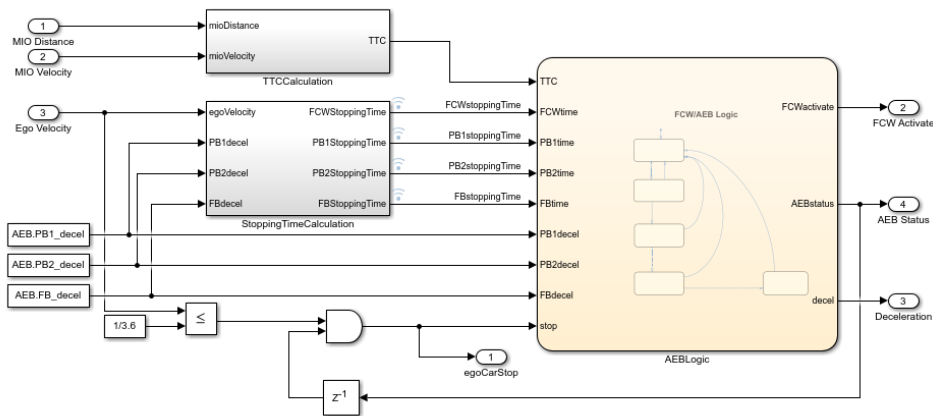 1
MIO Distance
2
MIO Velocity
mioDistance
mioVelocity
TTC
TTCCalculation
3
Ego Velocity
egoVelocity
PB1decel
PB2decel
FBdecel
FCWStoppingTime
PB1StoppingTime
PB2StoppingTime
FBStoppingTime
StoppingTimeCalculation
FCWstoppingTime
PB1stoppingTime
PB2stoppingTime
FBstoppingTime
AEB.PB1_decel
AEB.PB2_decel
AEB.FB_decel
1/3.6
≤
Z-1
1
egoCarStop
TTC
FCWtime
PB1time
PB2time
FBtime
PB1decel
PB2decel
FBdecel
stop
FCW/AEB Logic
FCWactivate
AEBstatus
decel
AEBLogic
2
FCW Activate
4
AEB Status
3
Deceleration